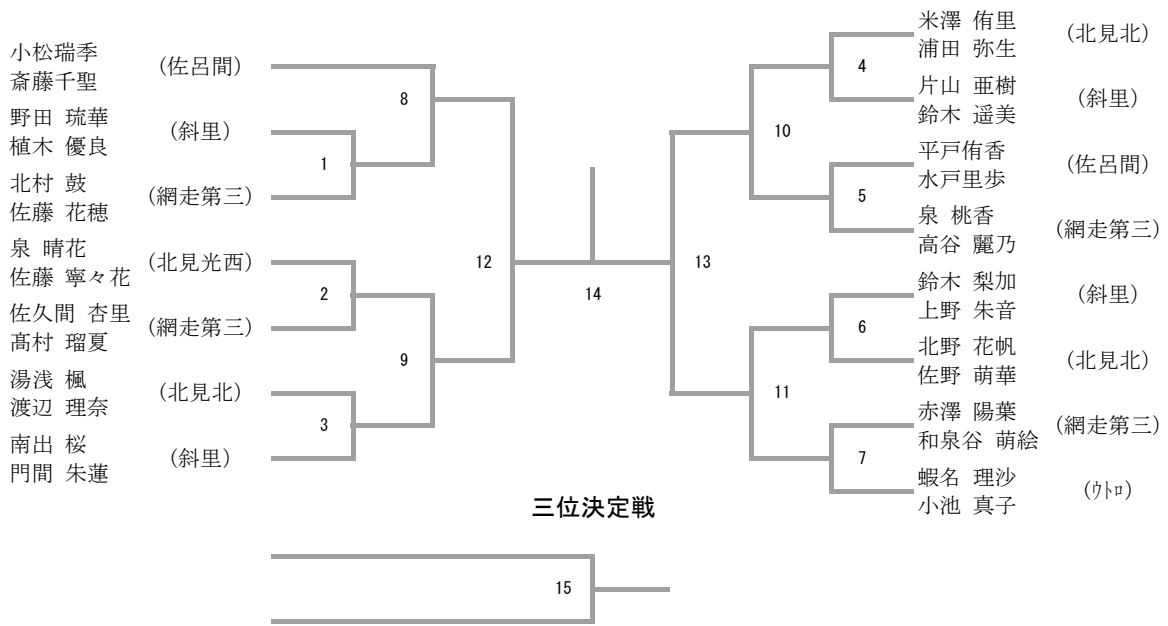 小松瑞季
斎藤千聖
(佐呂間)
野田 琉華
植木 優良
(斜里)
北村 鼓
佐藤 花穂
(網走第三)
泉 晴花
佐藤 寧々花
(北見光西)
佐久間 杏里
髙村 瑠夏
(網走第三)
湯浅 楓
渡辺 理奈
(北見北)
南出 桜
門間 朱蓮
(斜里)
8
1
2
9
3
12
14
13
10
11
4
5
6
7
米澤 侑里
浦田 弥生
(北見北)
片山 亜樹
鈴木 遥美
(斜里)
平戸侑香
水戸里歩
(佐呂間)
泉 桃香
高谷 麗乃
(網走第三)
鈴木 梨加
上野 朱音
(斜里)
北野 花帆
佐野 萌華
(北見北)
赤澤 陽葉
和泉谷 萌絵
(網走第三)
蝦名 理沙
小池 真子
(ｳﾄﾛ)
三位決定戦
15